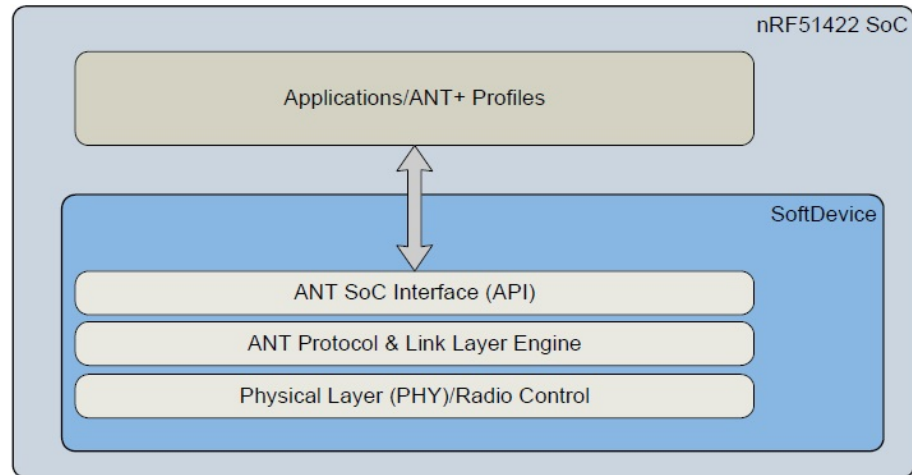 nRF51422 SoC
Applications/ANT+ Profiles
SoftDevice
ANT SoC Interface (API)
ANT Protocol & Link Layer Engine
Physical Layer (PHY)/Radio Control